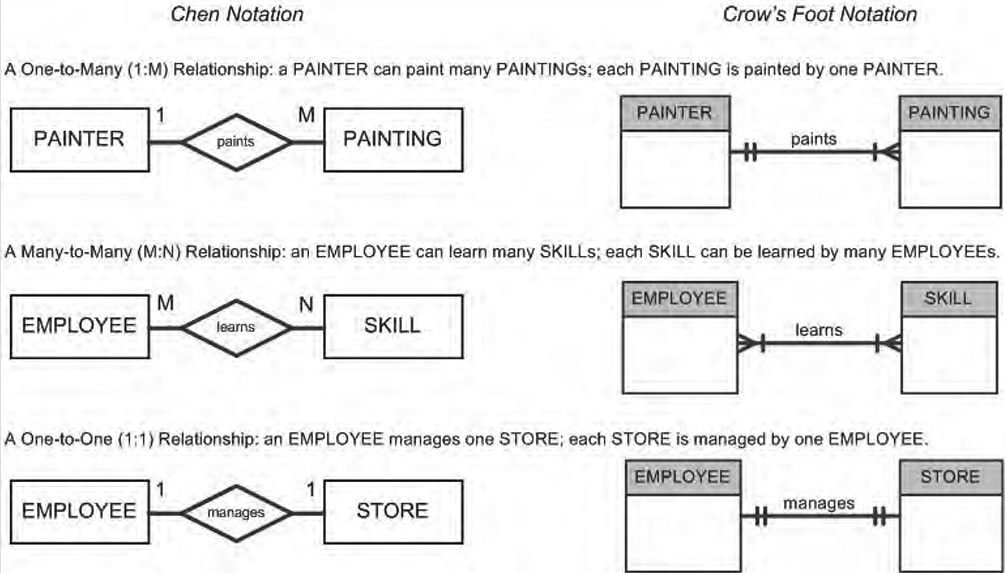 Chen Notation
Crow's Foot Notation
A One-to-Many (1:M) Relationship: a PAINTER can paint many PAINTINGs; each PAINTING is painted by one PAINTER.
PAINTER
1
paints
M
PAINTING
PAINTER
paints
PAINTING
A Many-to-Many (M:N) Relationship: an EMPLOYEE can learn many SKILLs; each SKILL can be learned by many EMPLOYEEs.
EMPLOYEE
M
learns
N
SKILL
EMPLOYEE
learns
SKILL
A One-to-One (1:1) Relationship: an EMPLOYEE manages one STORE; each STORE is managed by one EMPLOYEE.
EMPLOYEE
1
manages
1
STORE
EMPLOYEE
manages
STORE